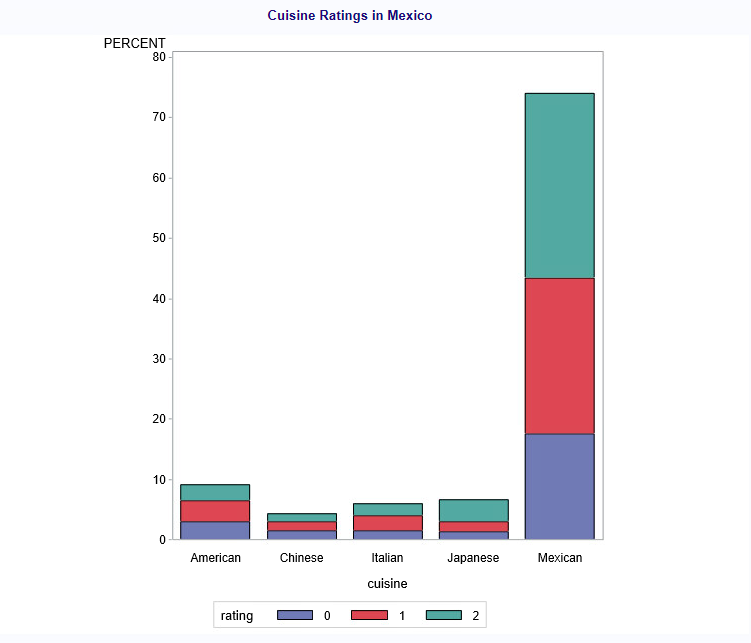 Cuisine Ratings in Mexico
PERCENT
80
70
60
50
40
30
20
10
0
American Chinese Italian Japanese Mexican
cuisine
rating 0 1 2